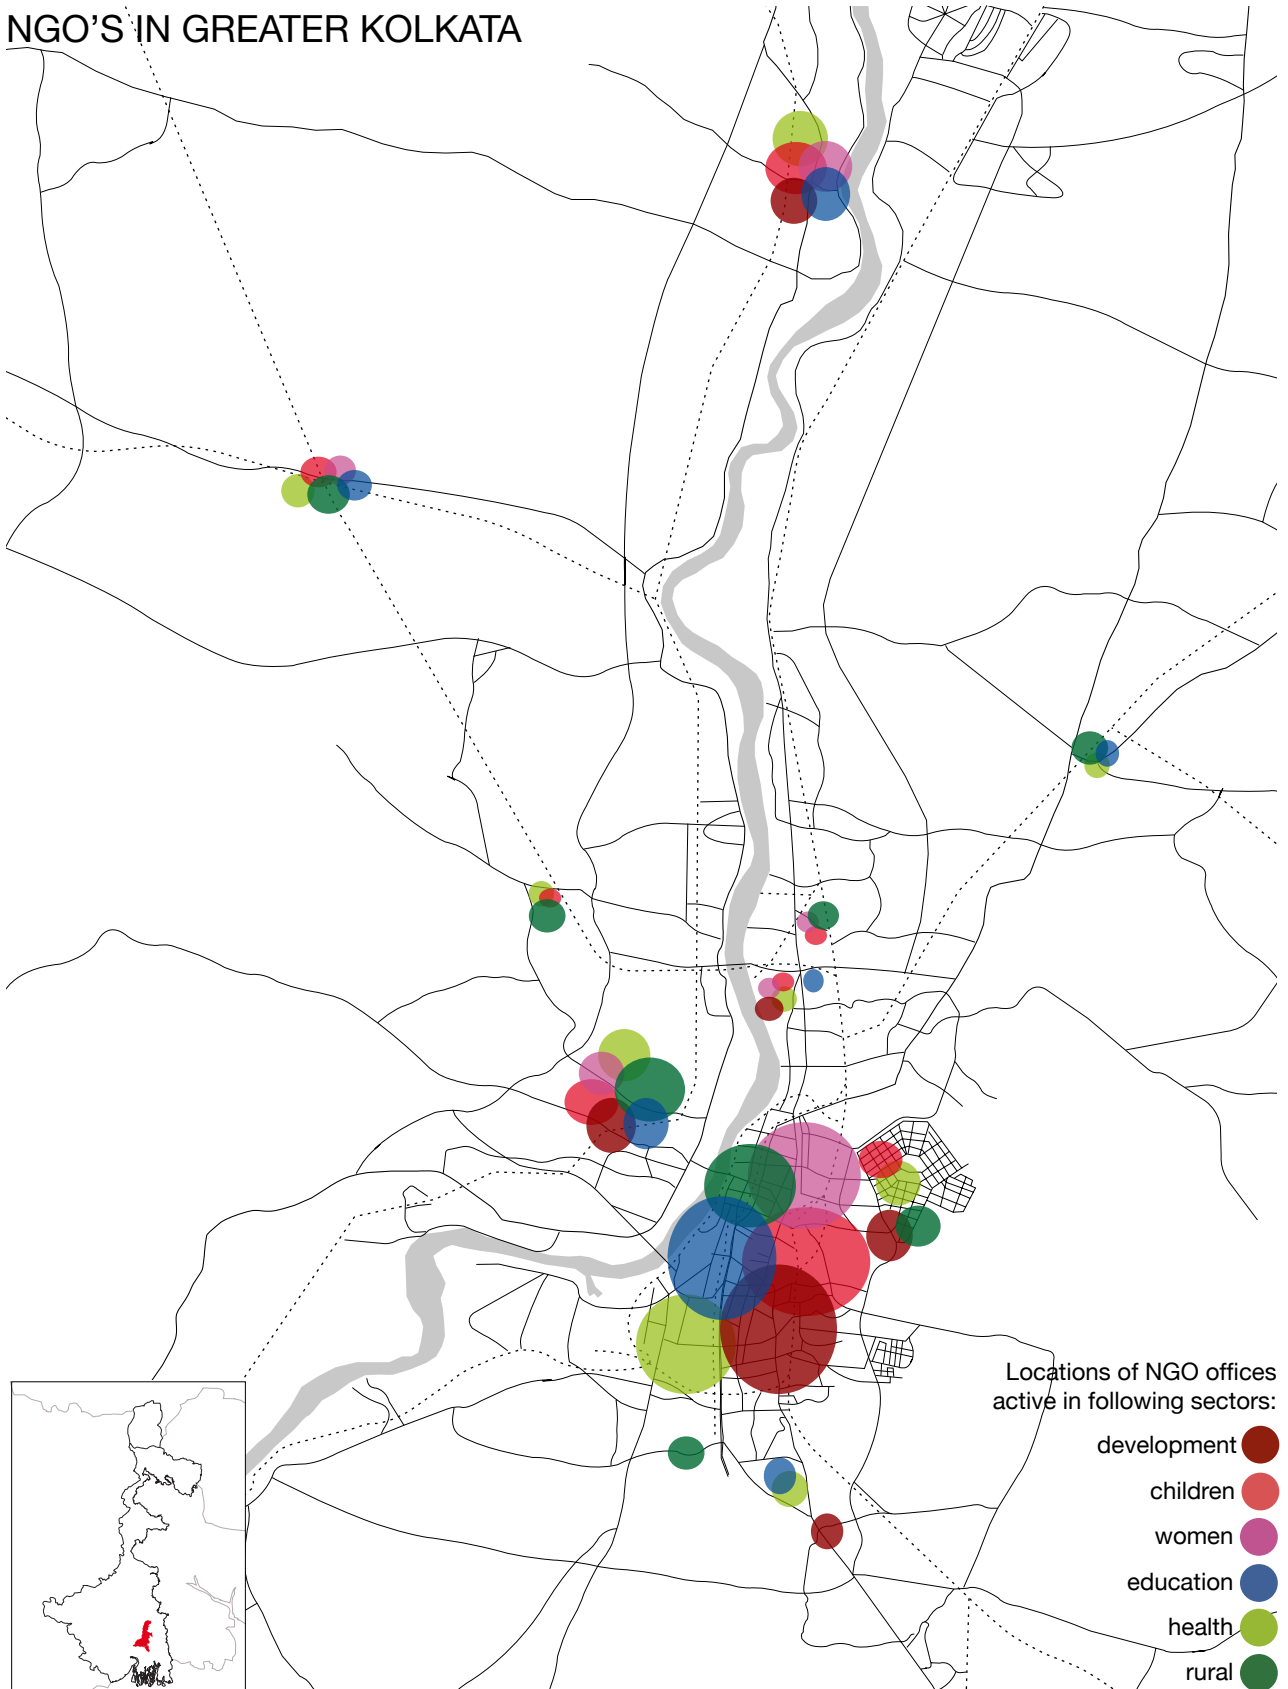 NGO'S IN GREATER KOLKATA
Locations of NGO offices
active in following sectors:
development
children
women
education
health
rural